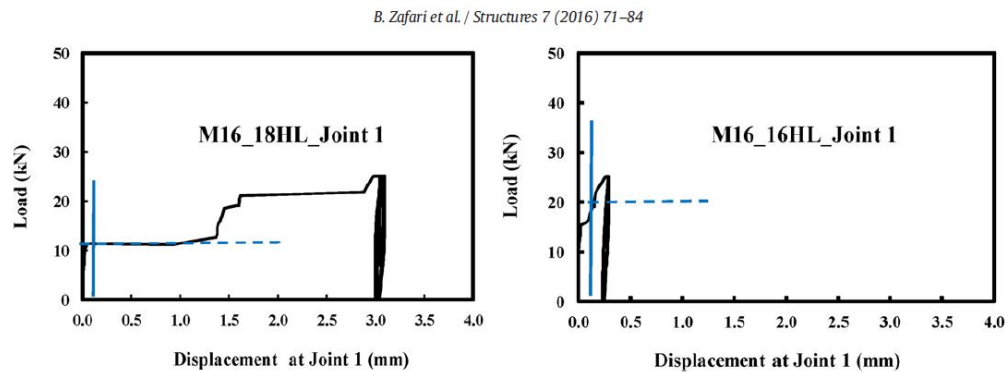 B. Zafari et al. / Structures 7 (2016) 71–84
50
40
30
20
10
0
Load (kN)
M16_18HL_Joint 1
0.0 0.5 1.0 1.5 2.0 2.5 3.0 3.5 4.0
Displacement at Joint 1 (mm)
50
40
30
20
10
0
Load (kN)
M16_16HL_Joint 1
0.0 0.5 1.0 1.5 2.0 2.5 3.0 3.5 4.0
Displacement at Joint 1 (mm)